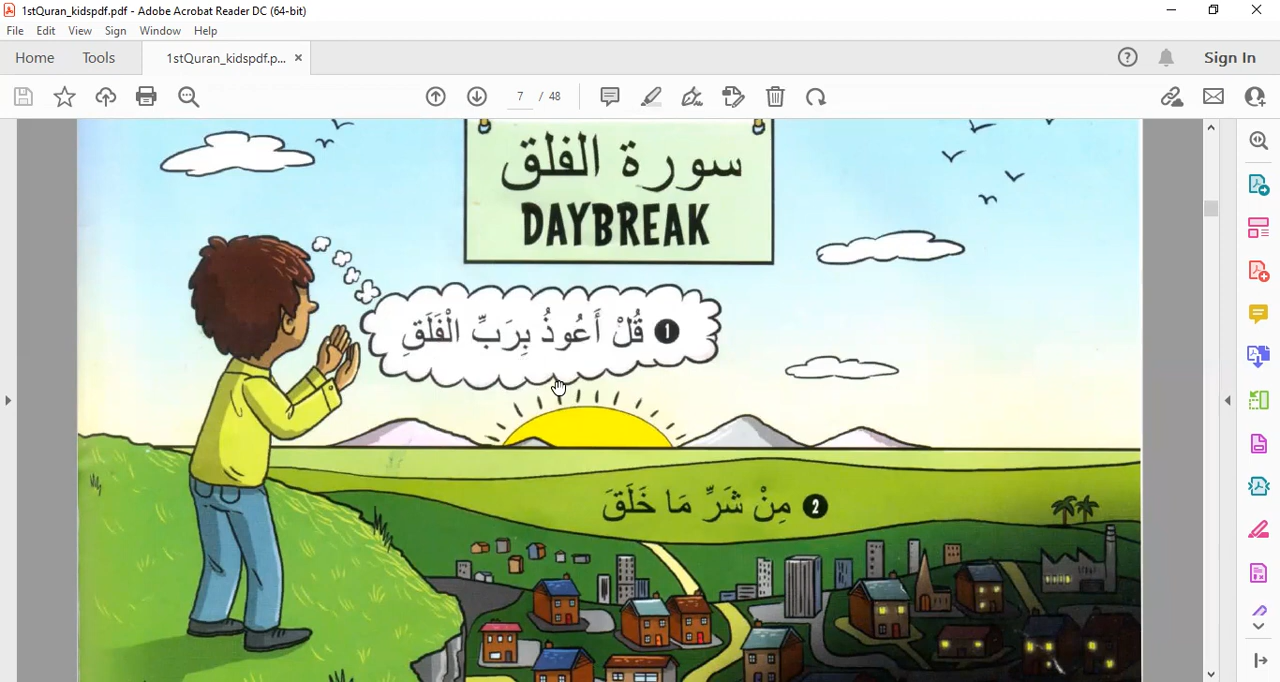 1stQuran_kidspdf.pdf - Adobe Acrobat Reader DC (64-bit)
File Edit View Sign Window Help
Home Tools 1stQuran_kidspdf.p... × Sign In
7 / 48
سورة الفلق
DAYBREAK
1 قُلْ أَعُوذُ بِرَبِّ الْفَلَقِ
2 مِنْ شَرِّ مَا خَلَقَ